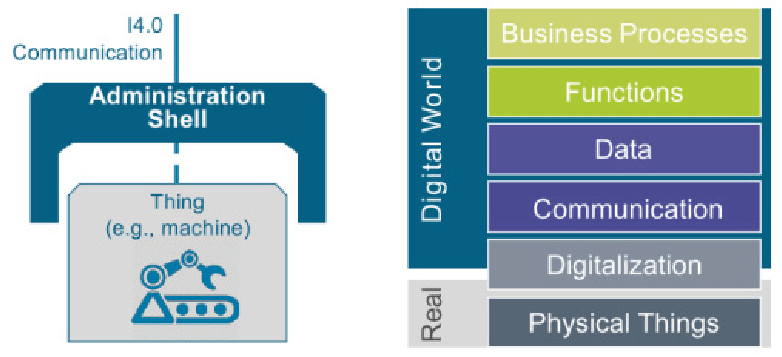 I4.0
Communication
Administration
Shell
Thing
(e.g., machine)
Digital World
Real
Business Processes
Functions
Data
Communication
Digitalization
Physical Things